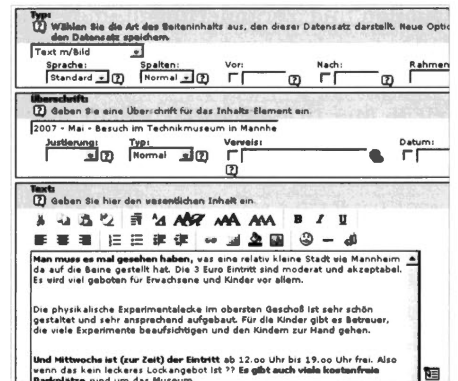 Typ:
Wählen Sie die Art des Seiteninhalts aus, den dieser Datensatz darstellt. Neue Optio
den Datensatz speichern.
Text m/Bild
Sprache: Spalten: Vor: Nach: Rahmen
Standard Normal
Überschrift:
Geben Sie eine Überschrift für das Inhalts-Element ein.
2007 - Mai - Besuch im Technikmuseum in Mannhe
Justierung: Typ: Verweis: Datum:
Normal
Text:
Geben Sie hier den wesentlichen Inhalt ein.
B I U
Man muss es mal gesehen haben, was eine relativ kleine Stadt wie Mannheim
da auf die Beine gestellt hat. Die 3 Euro Eintritt sind moderat und akzeptabel.
Es wird viel geboten für Erwachsene und Kinder vor allem.
Die physikalische Experimentalecke im obersten Geschoß ist sehr schön
gestaltet und sehr ansprechend aufgebaut. Für die Kinder gibt es Betreuer,
die viele Experimente beaufsichtigen und den Kindern zur Hand gehen.
Und Mittwochs ist (zur Zeit) der Eintritt ab 12.oo Uhr bis 19.oo Uhr frei. Also
wenn das kein leckeres Lockangebot ist ?? Es gibt auch viele kostenfreie
Parkplätze rund um das Museum.